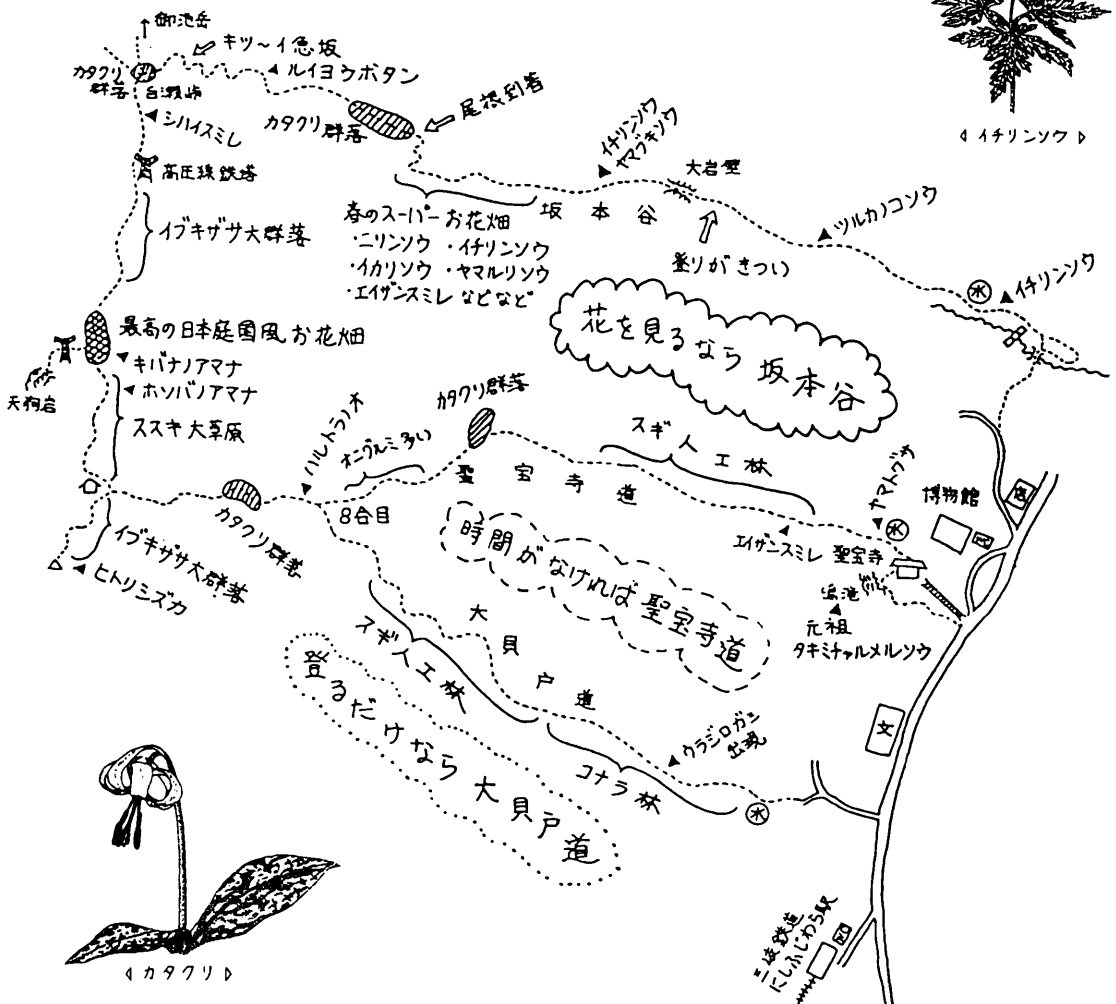 ↑御池岳
キツ〜イ急坂
ルイヨウボタン
カタクリ
群落
白瀬峠
シハイスミレ
カタクリ群落
尾根到着
イチリンソウ
ヤマブキソウ
大岩壁
◁ イチリンソウ ▷
高圧線鉄塔
イブキザサ大群落
春のスーパーお花畑
・ニリンソウ ・イチリンソウ
・イカリソウ ・ヤマルリソウ
・エイザンスミレ などなど
坂本谷
登りがきつい
ツルカノコソウ
水
イチリンソウ
花を見るなら 坂本谷
最高の日本庭国風お花畑
キバナノアマナ
ホソバノアマナ
天狗岩
ススキ大草原
カタクリ群落
ハルトラノオ
オニグルミ多い
カタクリ群落
聖宝寺道
スギ人工林
8合目
ヤマトグサ
水
博物館
エイザンスミレ
聖宝寺
元祖
タキミチャルメルソウ
時間がなければ聖宝寺道
イブキザサ大群落
ヒトリシズカ
スギ人工林
大貝戸道
登るだけなら大貝戸道
コナラ林
ウラジロガシ
出現
水
文
三岐鉄道
にしふじわら駅
◁ カタクリ ▷